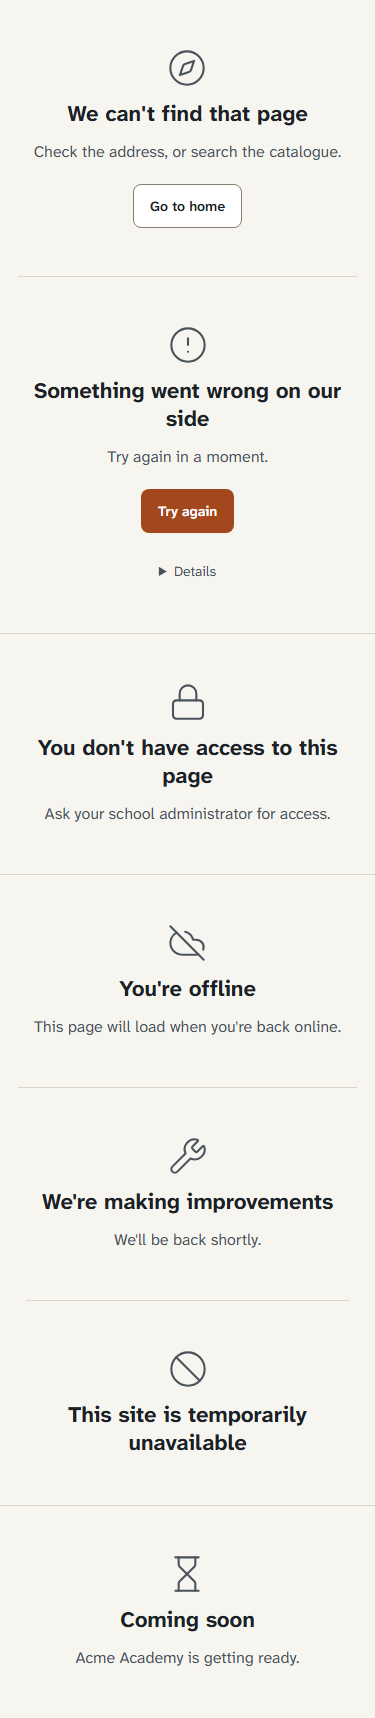 We can't find that page
Check the address, or search the catalogue.
Go to home
Something went wrong on our
side
Try again in a moment.
Try again
Details
You don't have access to this
page
Ask your school administrator for access.
You're offline
This page will load when you're back online.
We're making improvements
We'll be back shortly.
This site is temporarily
unavailable
Coming soon
Acme Academy is getting ready.